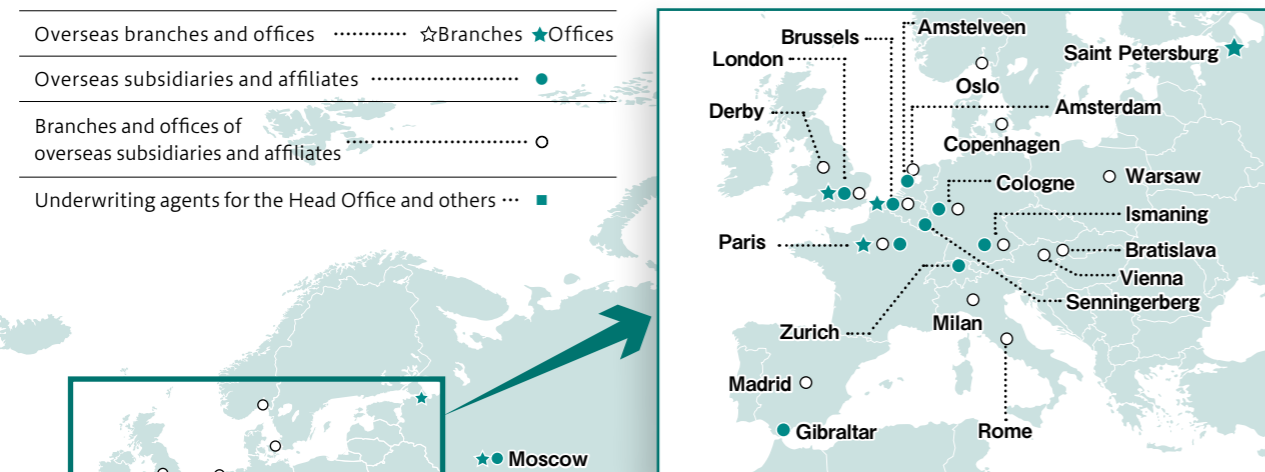 Overseas branches and offices ☆Branches ★Offices
Overseas subsidiaries and affiliates ●
Branches and offices of
overseas subsidiaries and affiliates ○
Underwriting agents for the Head Office and others ■
Moscow
Amstelveen
Brussels
London
Saint Petersburg
Oslo
Derby
Amsterdam
Copenhagen
Cologne
Warsaw
Ismaning
Paris
Bratislava
Vienna
Senningerberg
Zurich
Milan
Madrid
Gibraltar
Rome